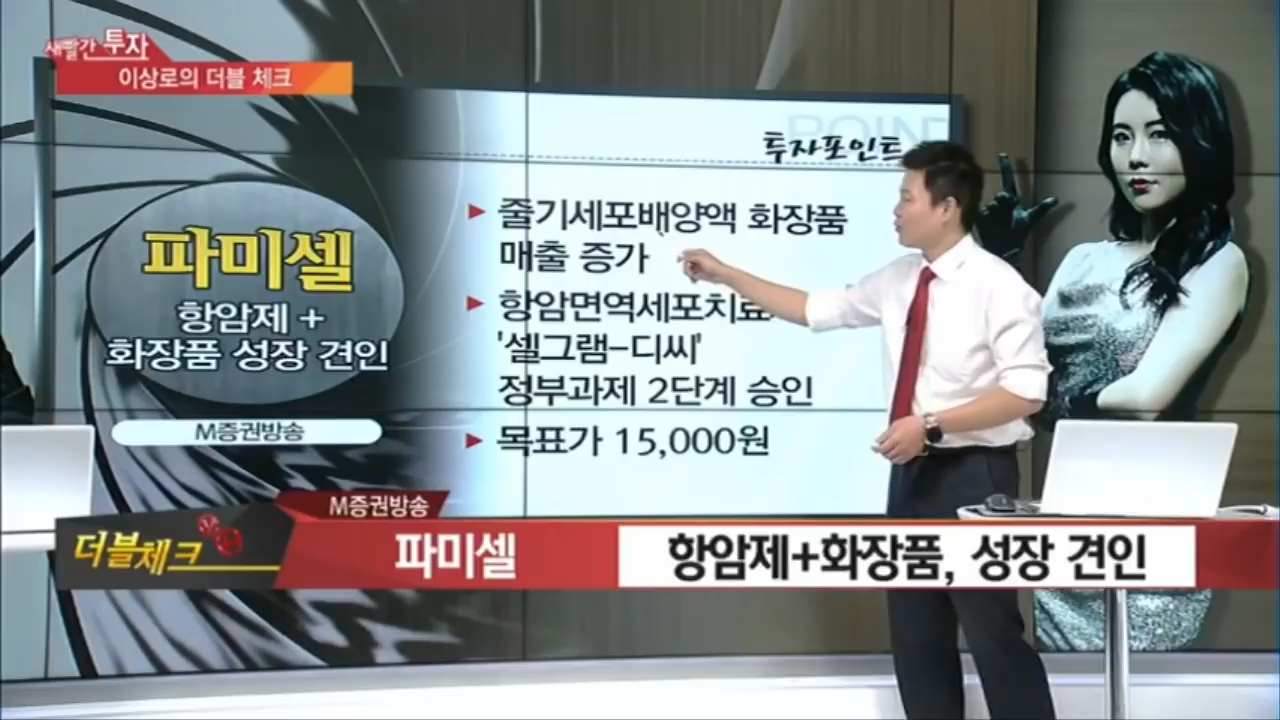 새빨간 투자
이상로의 더블 체크
POIN
투자포인트
파미셀
항암제 +
화장품 성장 견인
M증권방송
줄기세포배양액 화장품
매출 증가
항암면역세포치료
'셀그램-디씨'
정부과제 2단계 승인
목표가 15,000원
M증권방송
더블체크
파미셀
항암제+화장품, 성장 견인